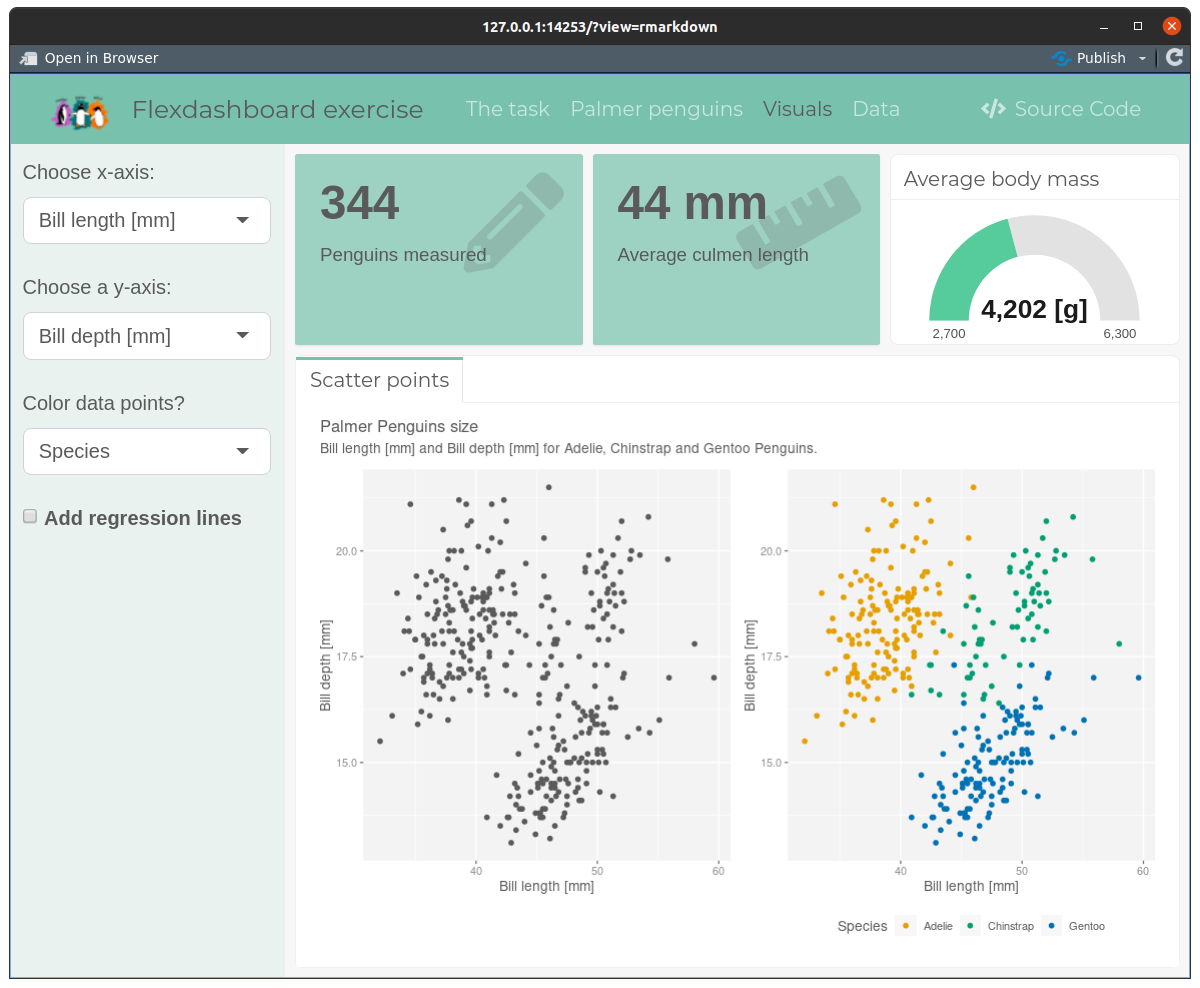 127.0.0.1:14253/?view=rmarkdown
Open in Browser
Publish
Flexdashboard exercise
The task
Palmer penguins
Visuals
Data
Source Code
Choose x-axis:
Bill length [mm]
Choose a y-axis:
Bill depth [mm]
Color data points?
Species
Add regression lines
344
Penguins measured
44 mm
Average culmen length
Average body mass
4,202 [g]
2,700
6,300
Scatter points
Palmer Penguins size
Bill length [mm] and Bill depth [mm] for Adelie, Chinstrap and Gentoo Penguins.
Bill depth [mm]
20.0
17.5
15.0
40
50
60
Bill length [mm]
Bill depth [mm]
20.0
17.5
15.0
40
50
60
Bill length [mm]
Species
Adelie
Chinstrap
Gentoo